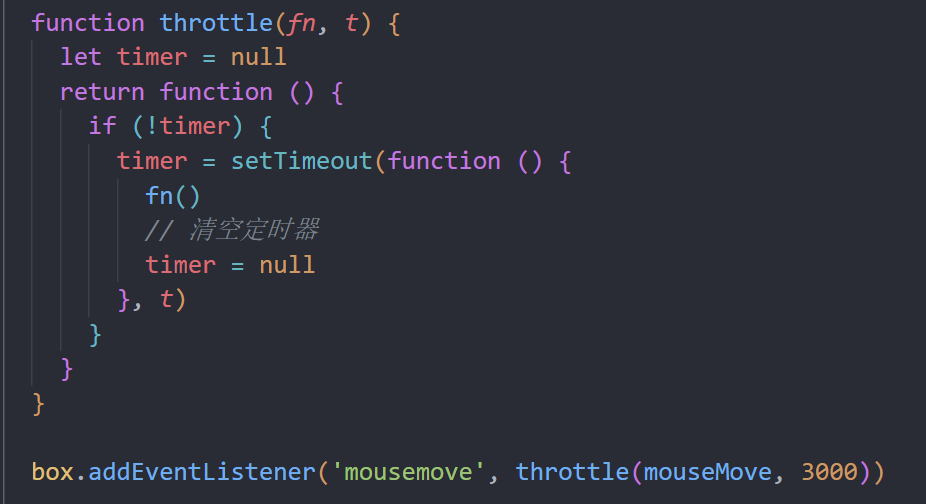 function throttle(fn, t) {
  let timer = null
  return function () {
    if (!timer) {
      timer = setTimeout(function () {
        fn()
        // 清空定时器
        timer = null
      }, t)
    }
  }
}
box.addEventListener('mousemove', throttle(mouseMove, 3000))